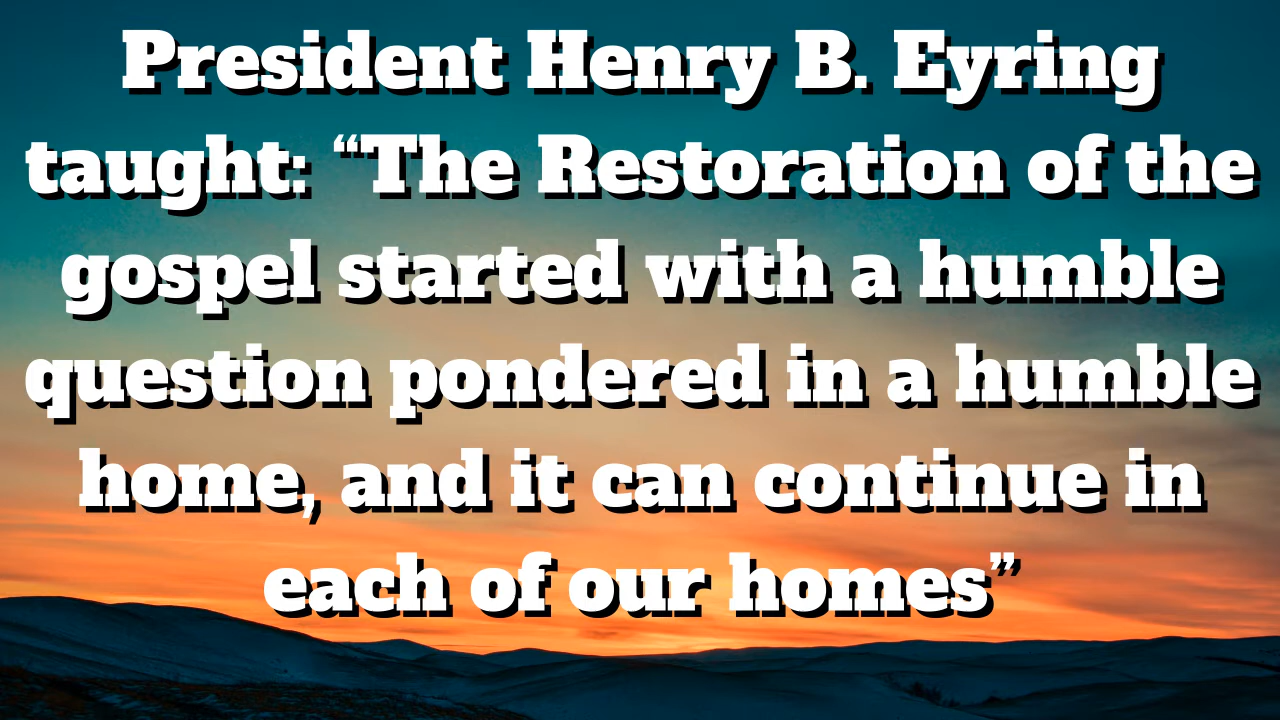 President Henry B. Eyring
taught: “The Restoration of the
gospel started with a humble
question pondered in a humble
home, and it can continue in
each of our homes”